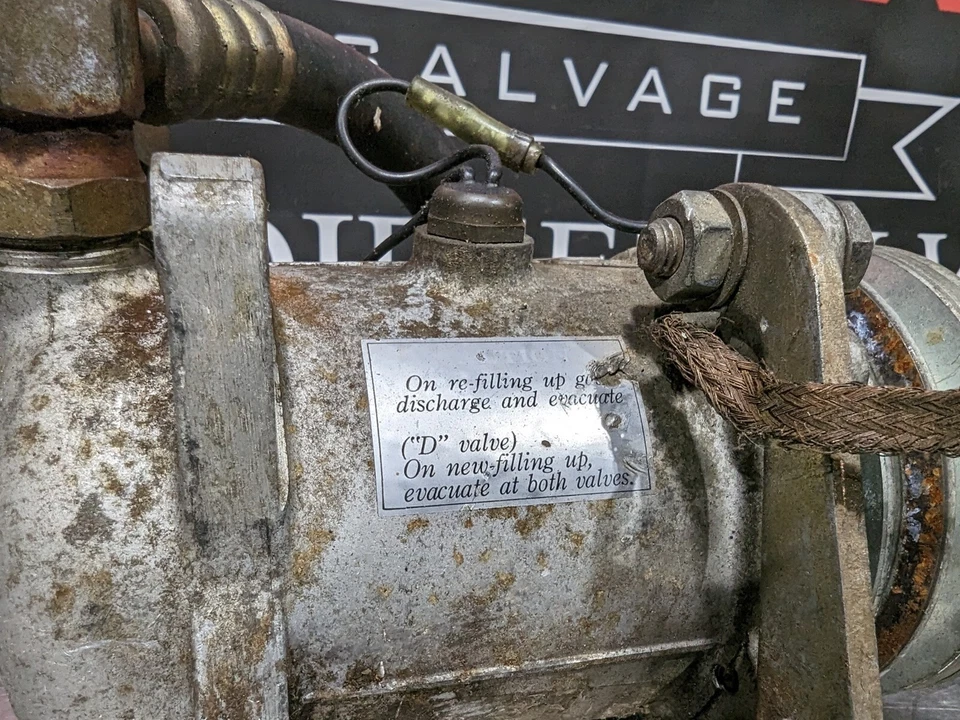 SALVAGE
On re-filling up
discharge and evacuate
("D" valve)
On new-filling up,
evacuate at both valves.